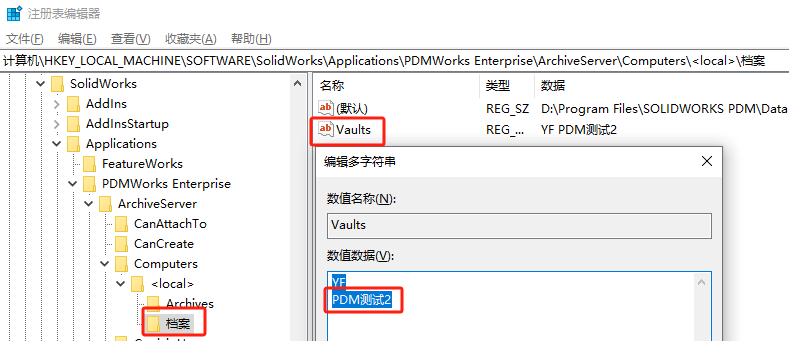 注册表编辑器
文件(F) 编辑(E) 查看(V) 收藏夹(A) 帮助(H)
计算机\HKEY_LOCAL_MACHINE\SOFTWARE\SolidWorks\Applications\PDMWorks Enterprise\ArchiveServer\Computers\<local>\档案
SolidWorks
AddIns
AddInsStartup
Applications
FeatureWorks
PDMWorks Enterprise
ArchiveServer
CanAttachTo
CanCreate
Computers
<local>
Archives
档案
名称 类型 数据
(默认) REG_SZ D:\Program Files\SOLIDWORKS PDM\Data
Vaults REG_... YF PDM测试2
编辑多字符串
数值名称(N):
Vaults
数值数据(V):
YF
PDM测试2